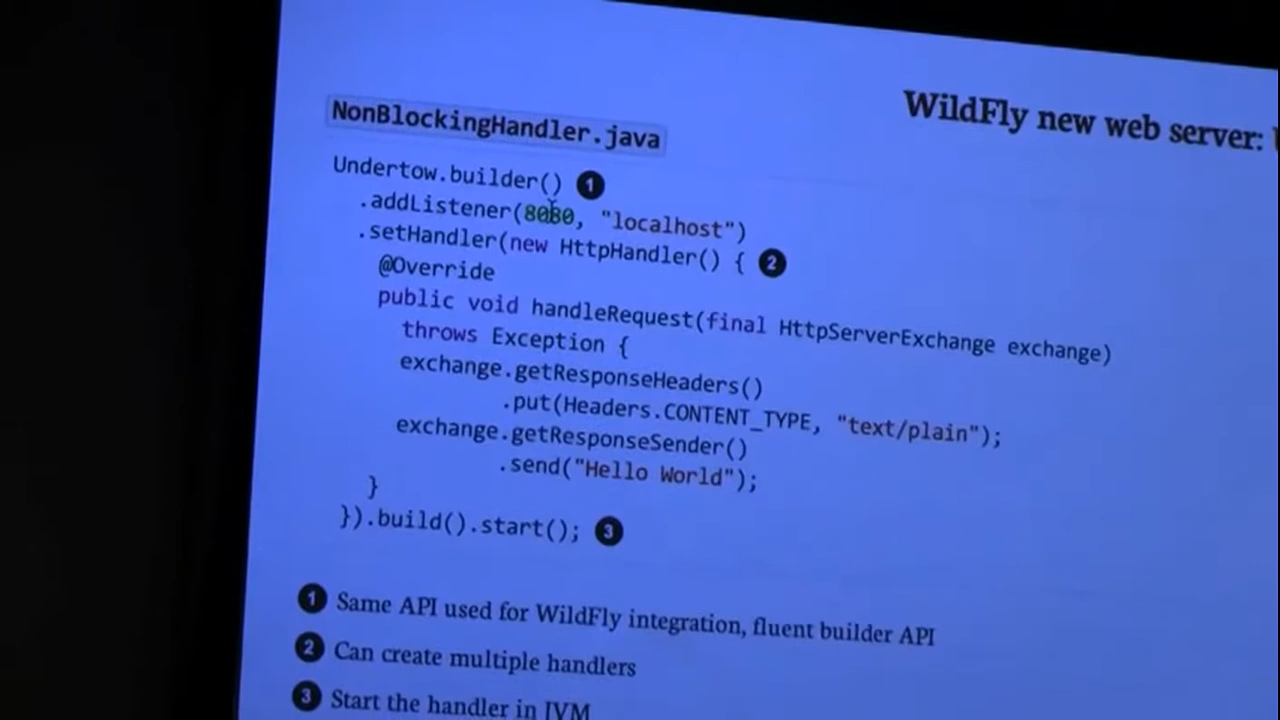 WildFly new web server:
NonBlockingHandler.java
Undertow.builder() 1
.addListener(8080, "localhost")
.setHandler(new HttpHandler() { 2
@Override
public void handleRequest(final HttpServerExchange exchange)
throws Exception {
exchange.getResponseHeaders()
.put(Headers.CONTENT_TYPE, "text/plain");
exchange.getResponseSender()
.send("Hello World");
}
}).build().start(); 3
1 Same API used for WildFly integration, fluent builder API
2 Can create multiple handlers
3 Start the handler in JVM